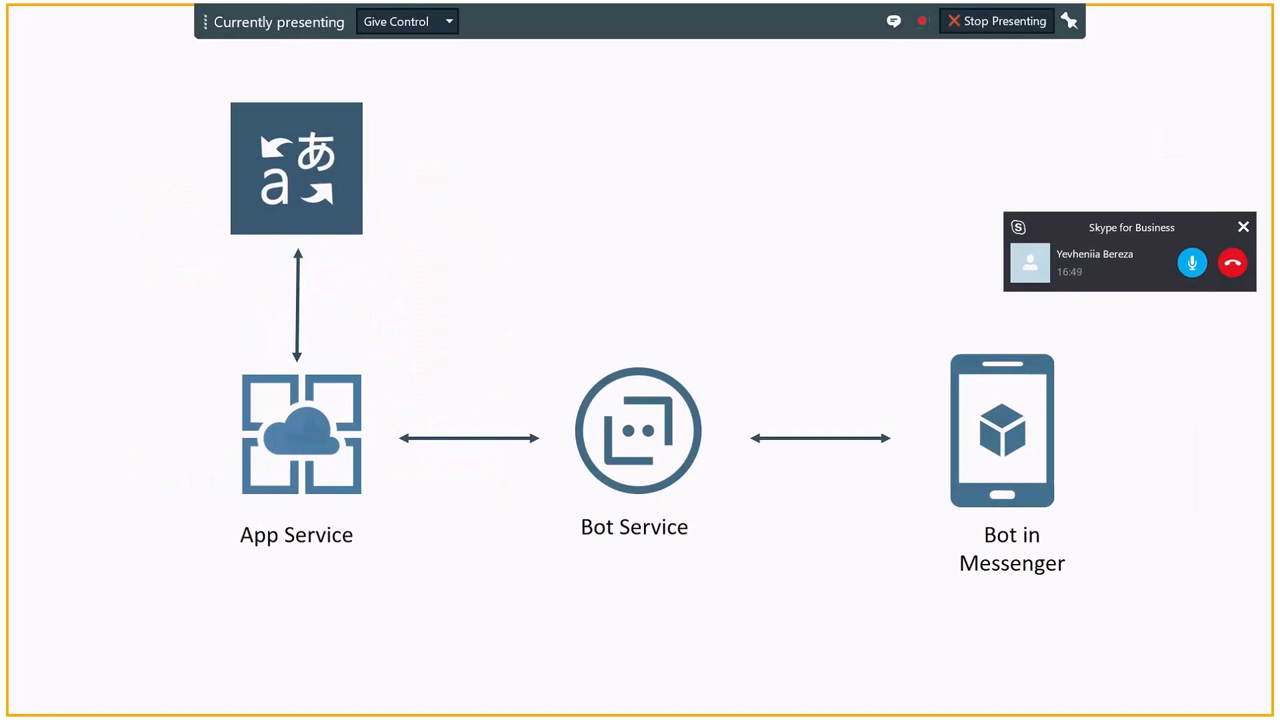 Currently presenting
Give Control
Stop Presenting
あ
a
Skype for Business
Yevheniia Bereza
16:49
App Service
Bot Service
Bot in
Messenger